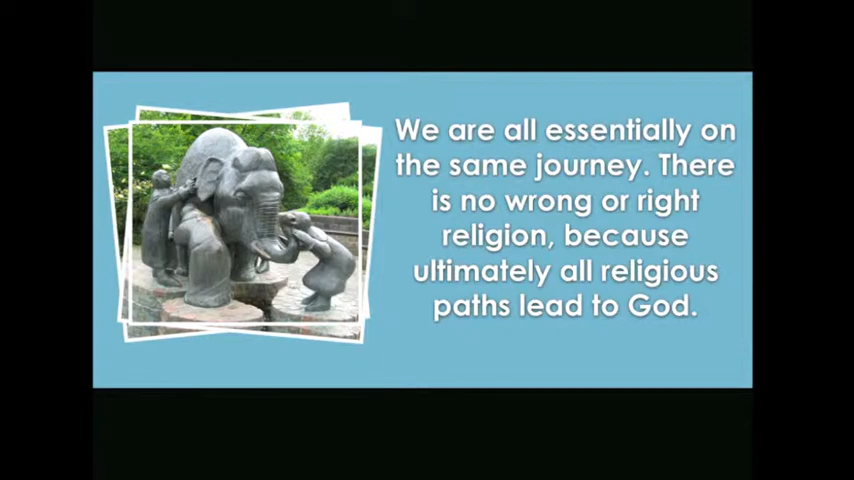 We are all essentially on
the same journey. There
is no wrong or right
religion, because
ultimately all religious
paths lead to God.